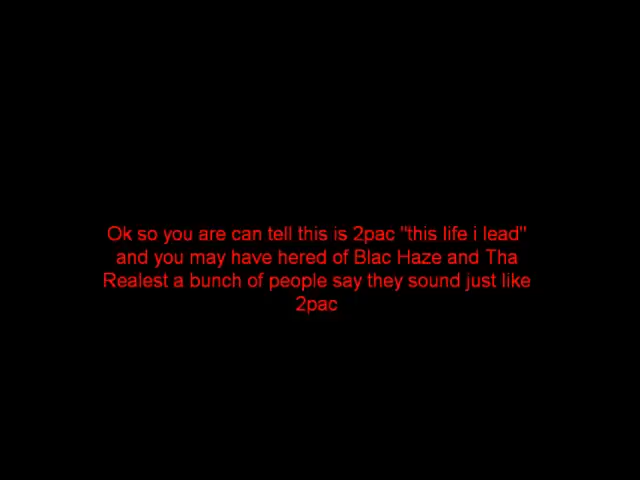 Ok so you are can tell this is 2pac "this life i lead"
and you may have hered of Blac Haze and Tha
Realest a bunch of people say they sound just like
2pac